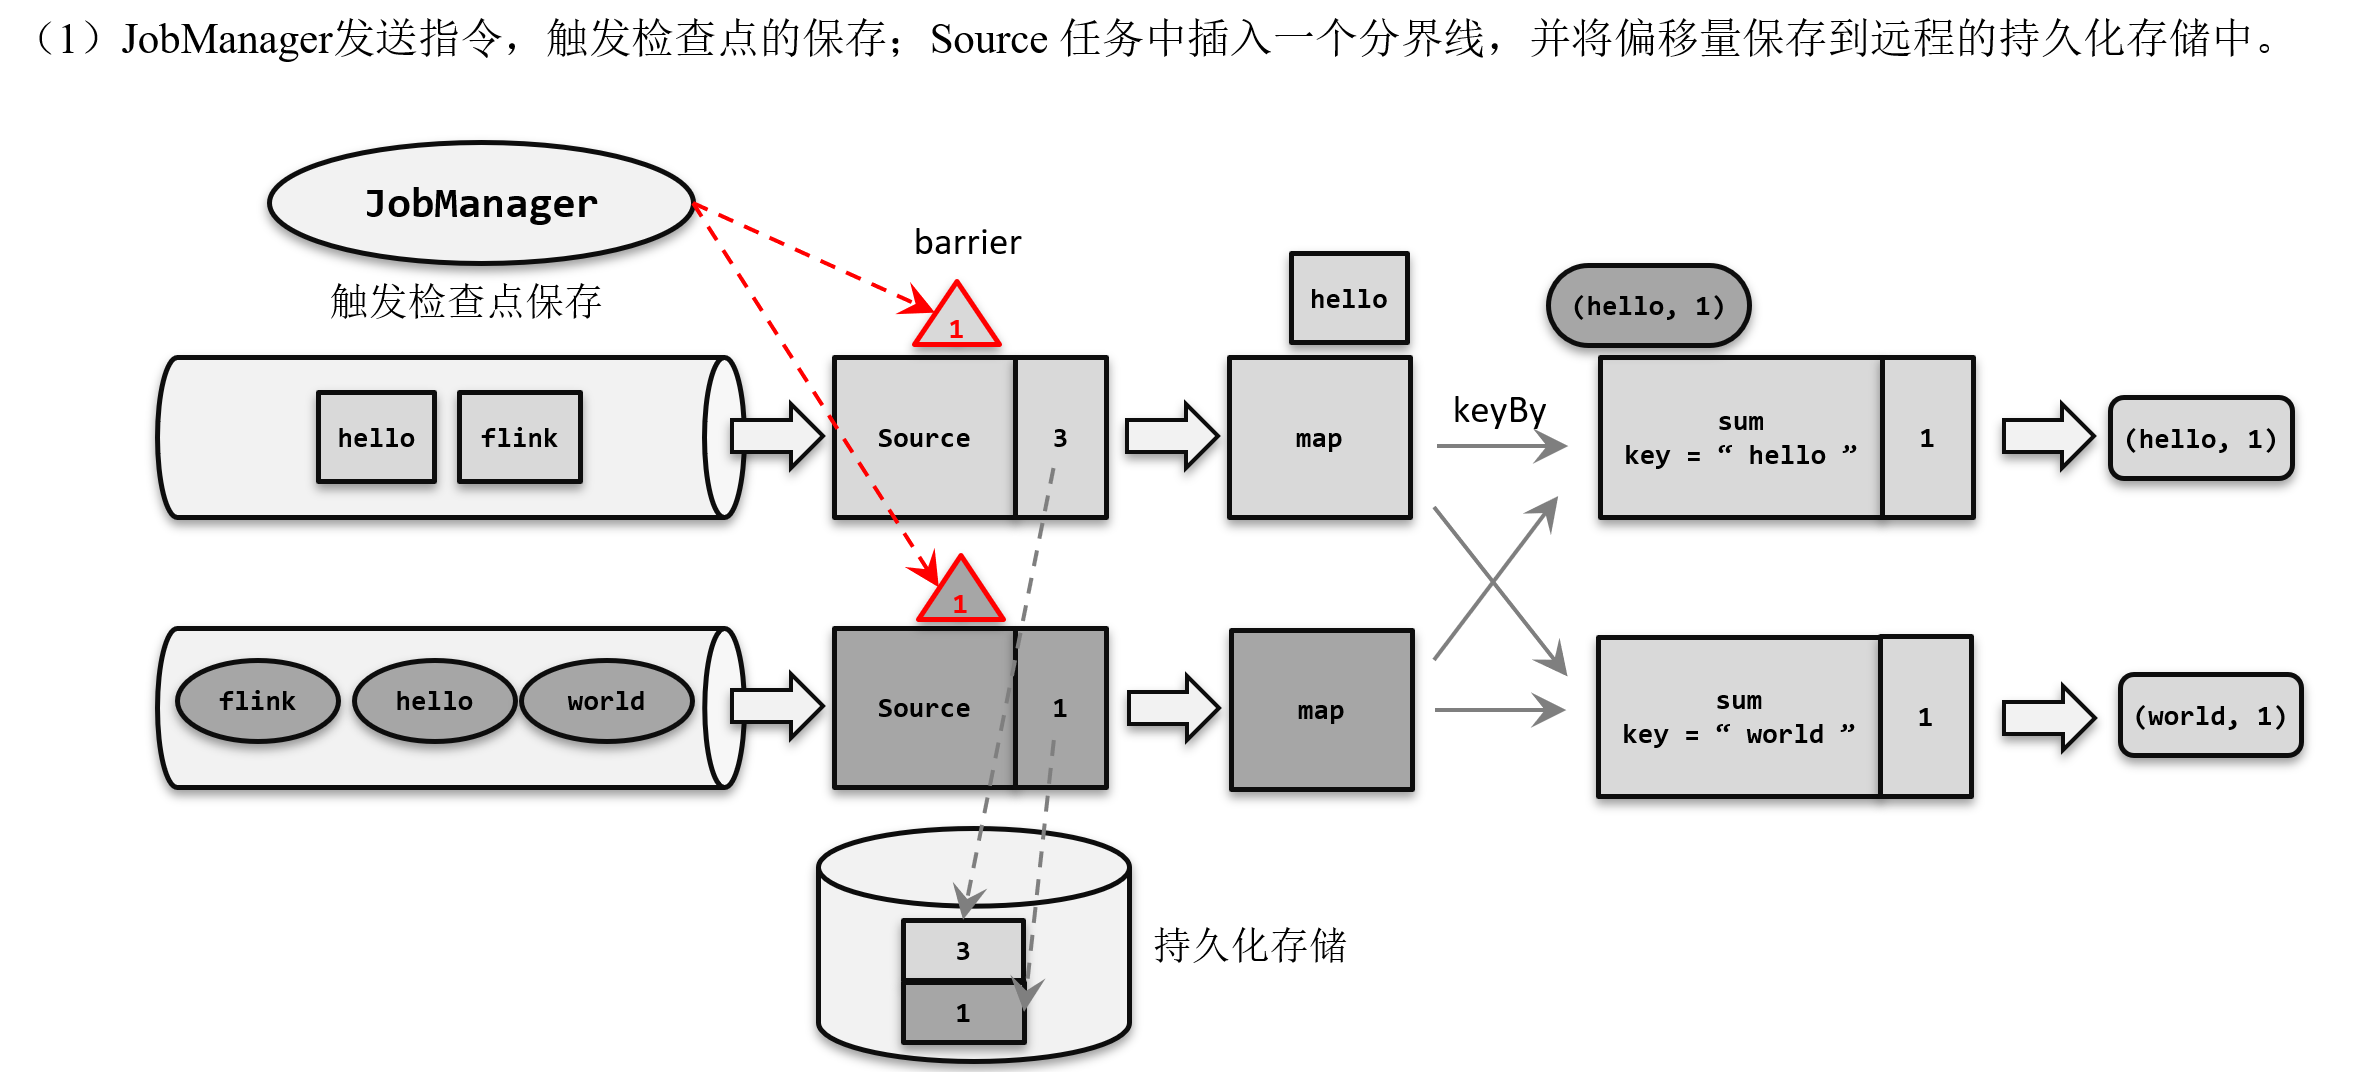 （1）JobManager发送指令，触发检查点的保存；Source 任务中插入一个分界线，并将偏移量保存到远程的持久化存储中。
JobManager
触发检查点保存
barrier
1
hello
(hello, 1)
hello
flink
Source
3
map
keyBy
sum
key = “ hello ”
1
(hello, 1)
1
flink
hello
world
Source
1
map
sum
key = “ world ”
1
(world, 1)
3
1
持久化存储